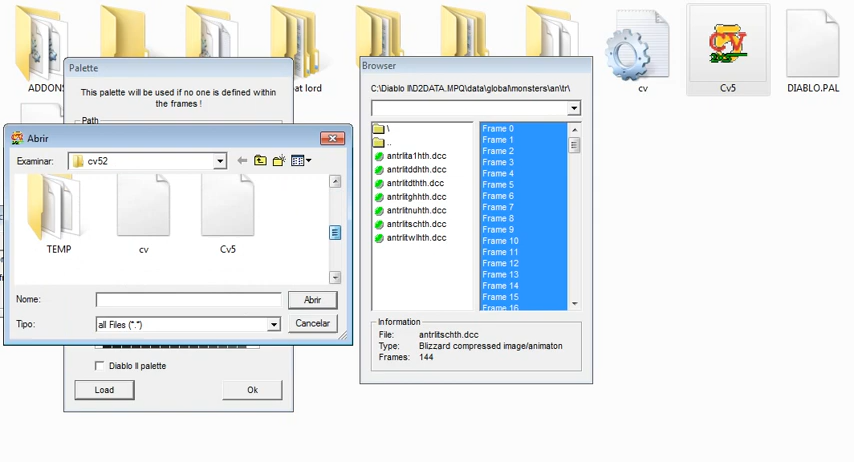 ADDONS
at lord
cv
Cv5
DIABLO.PAL
Palette
This palette will be used if no one is defined within
the frames !
Path
Abrir
Examinar:
cv52
TEMP
cv
Cv5
Nome:
Abrir
Tipo:
all Files (*.*)
Cancelar
Diablo II palette
Load
Ok
Browser
C:\Diablo II\D2DATA.MPQ\data\global\monsters\an\tr\
\
..
antrlita1hth.dcc
antrlitddhth.dcc
antrlitdthth.dcc
antrlitghhth.dcc
antrlitnuhth.dcc
antrlitschth.dcc
antrlitwlhth.dcc
Frame 0
Frame 1
Frame 2
Frame 3
Frame 4
Frame 5
Frame 6
Frame 7
Frame 8
Frame 9
Frame 10
Frame 11
Frame 12
Frame 13
Frame 14
Frame 15
Frame 16
Information
File: antrlitschth.dcc
Type: Blizzard compressed image/animaton
Frames: 144